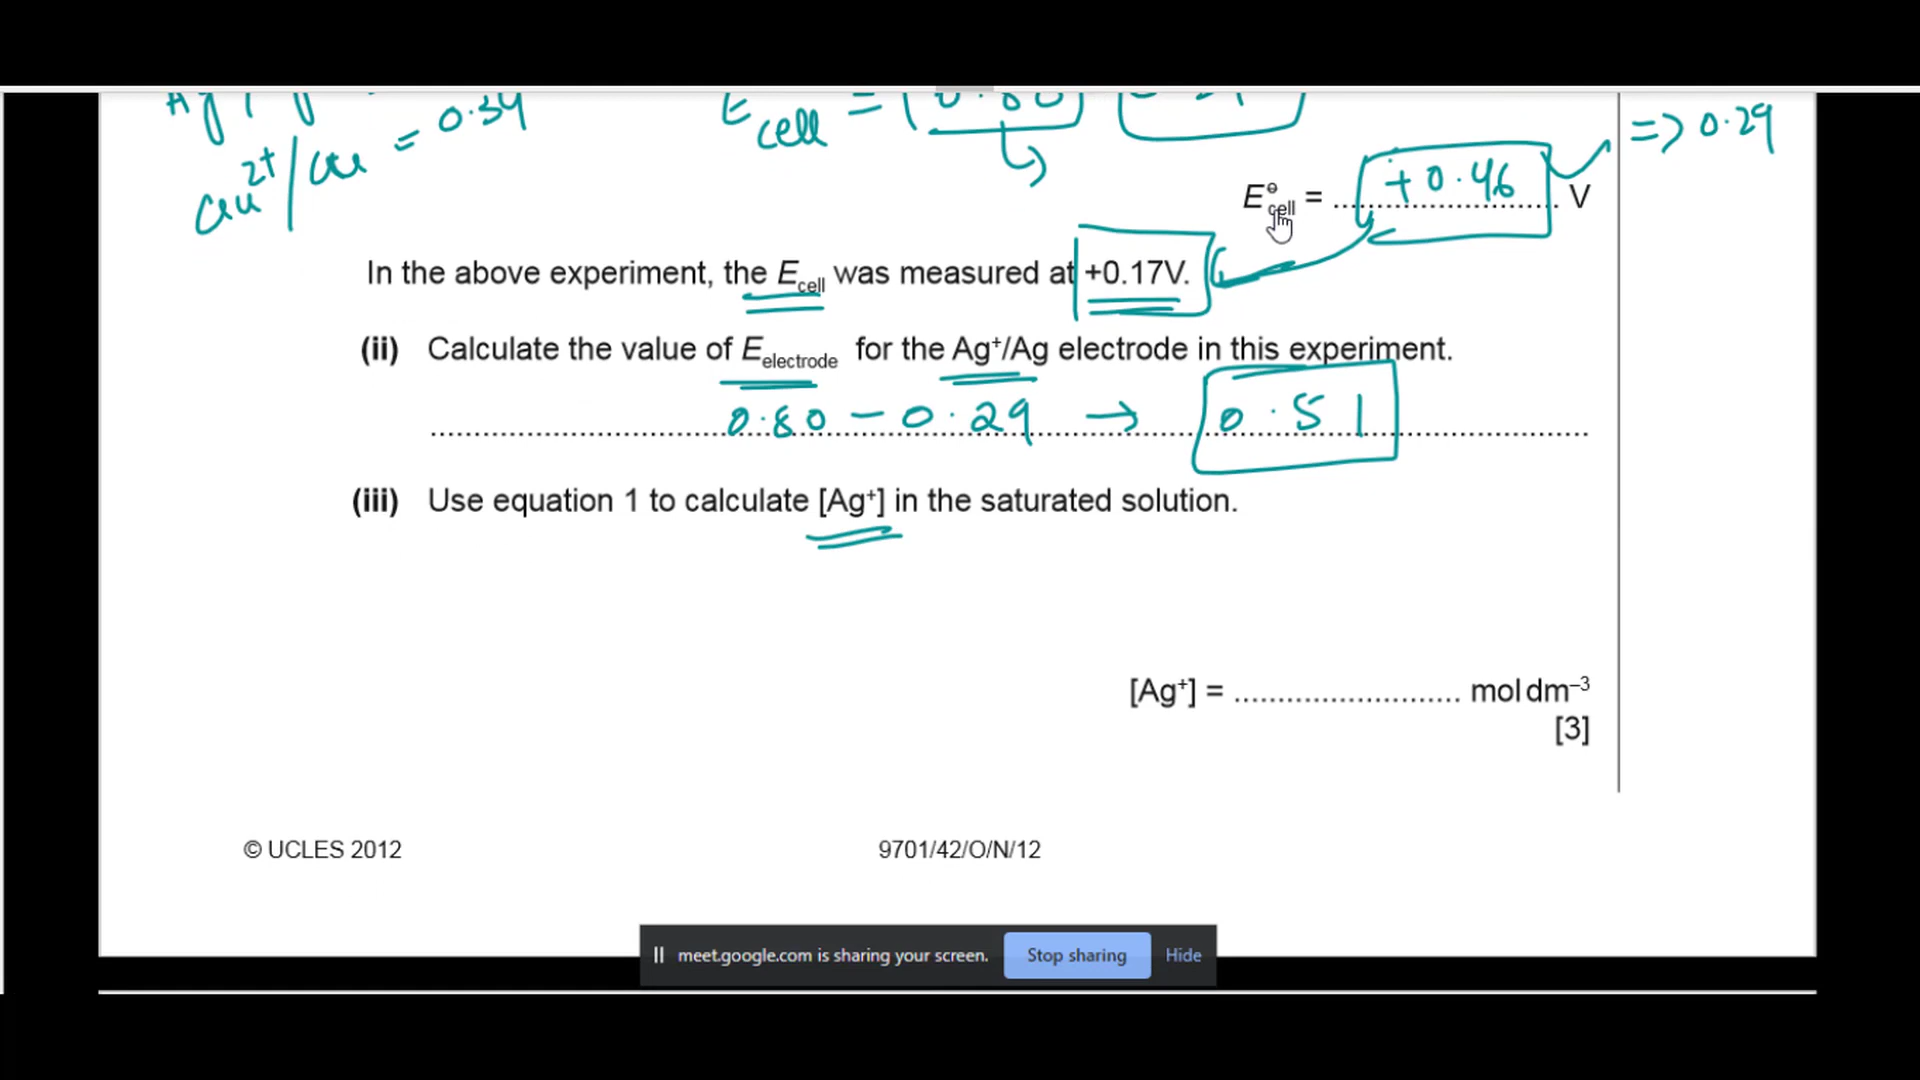 = 0.34
E cell =
=> 0.29
Cu²⁺/Cu
E⦵cell = .......... +0.46 .......... V
In the above experiment, the Ecell was measured at +0.17V.
(ii) Calculate the value of Eelectrode for the Ag⁺/Ag electrode in this experiment.
0.80 – 0.29 → 0.51
(iii) Use equation 1 to calculate [Ag⁺] in the saturated solution.
[Ag⁺] = .......................... mol dm⁻³
[3]
© UCLES 2012
9701/42/O/N/12
meet.google.com is sharing your screen. Stop sharing Hide